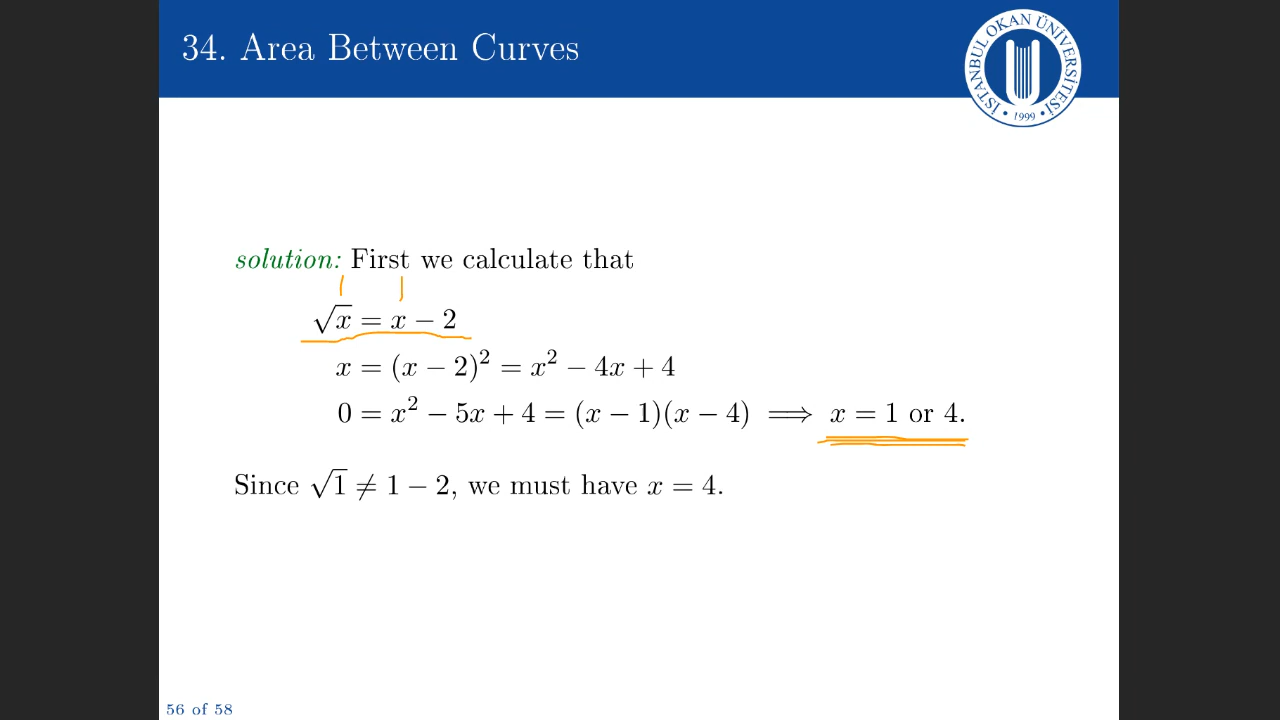 34. Area Between Curves
İSTANBUL OKAN ÜNİVERSİTESİ
• 1999 •
solution: First we calculate that
√x = x − 2
x = (x − 2)² = x² − 4x + 4
0 = x² − 5x + 4 = (x − 1)(x − 4) ⟹ x = 1 or 4.
Since √1 ≠ 1 − 2, we must have x = 4.
56 of 58